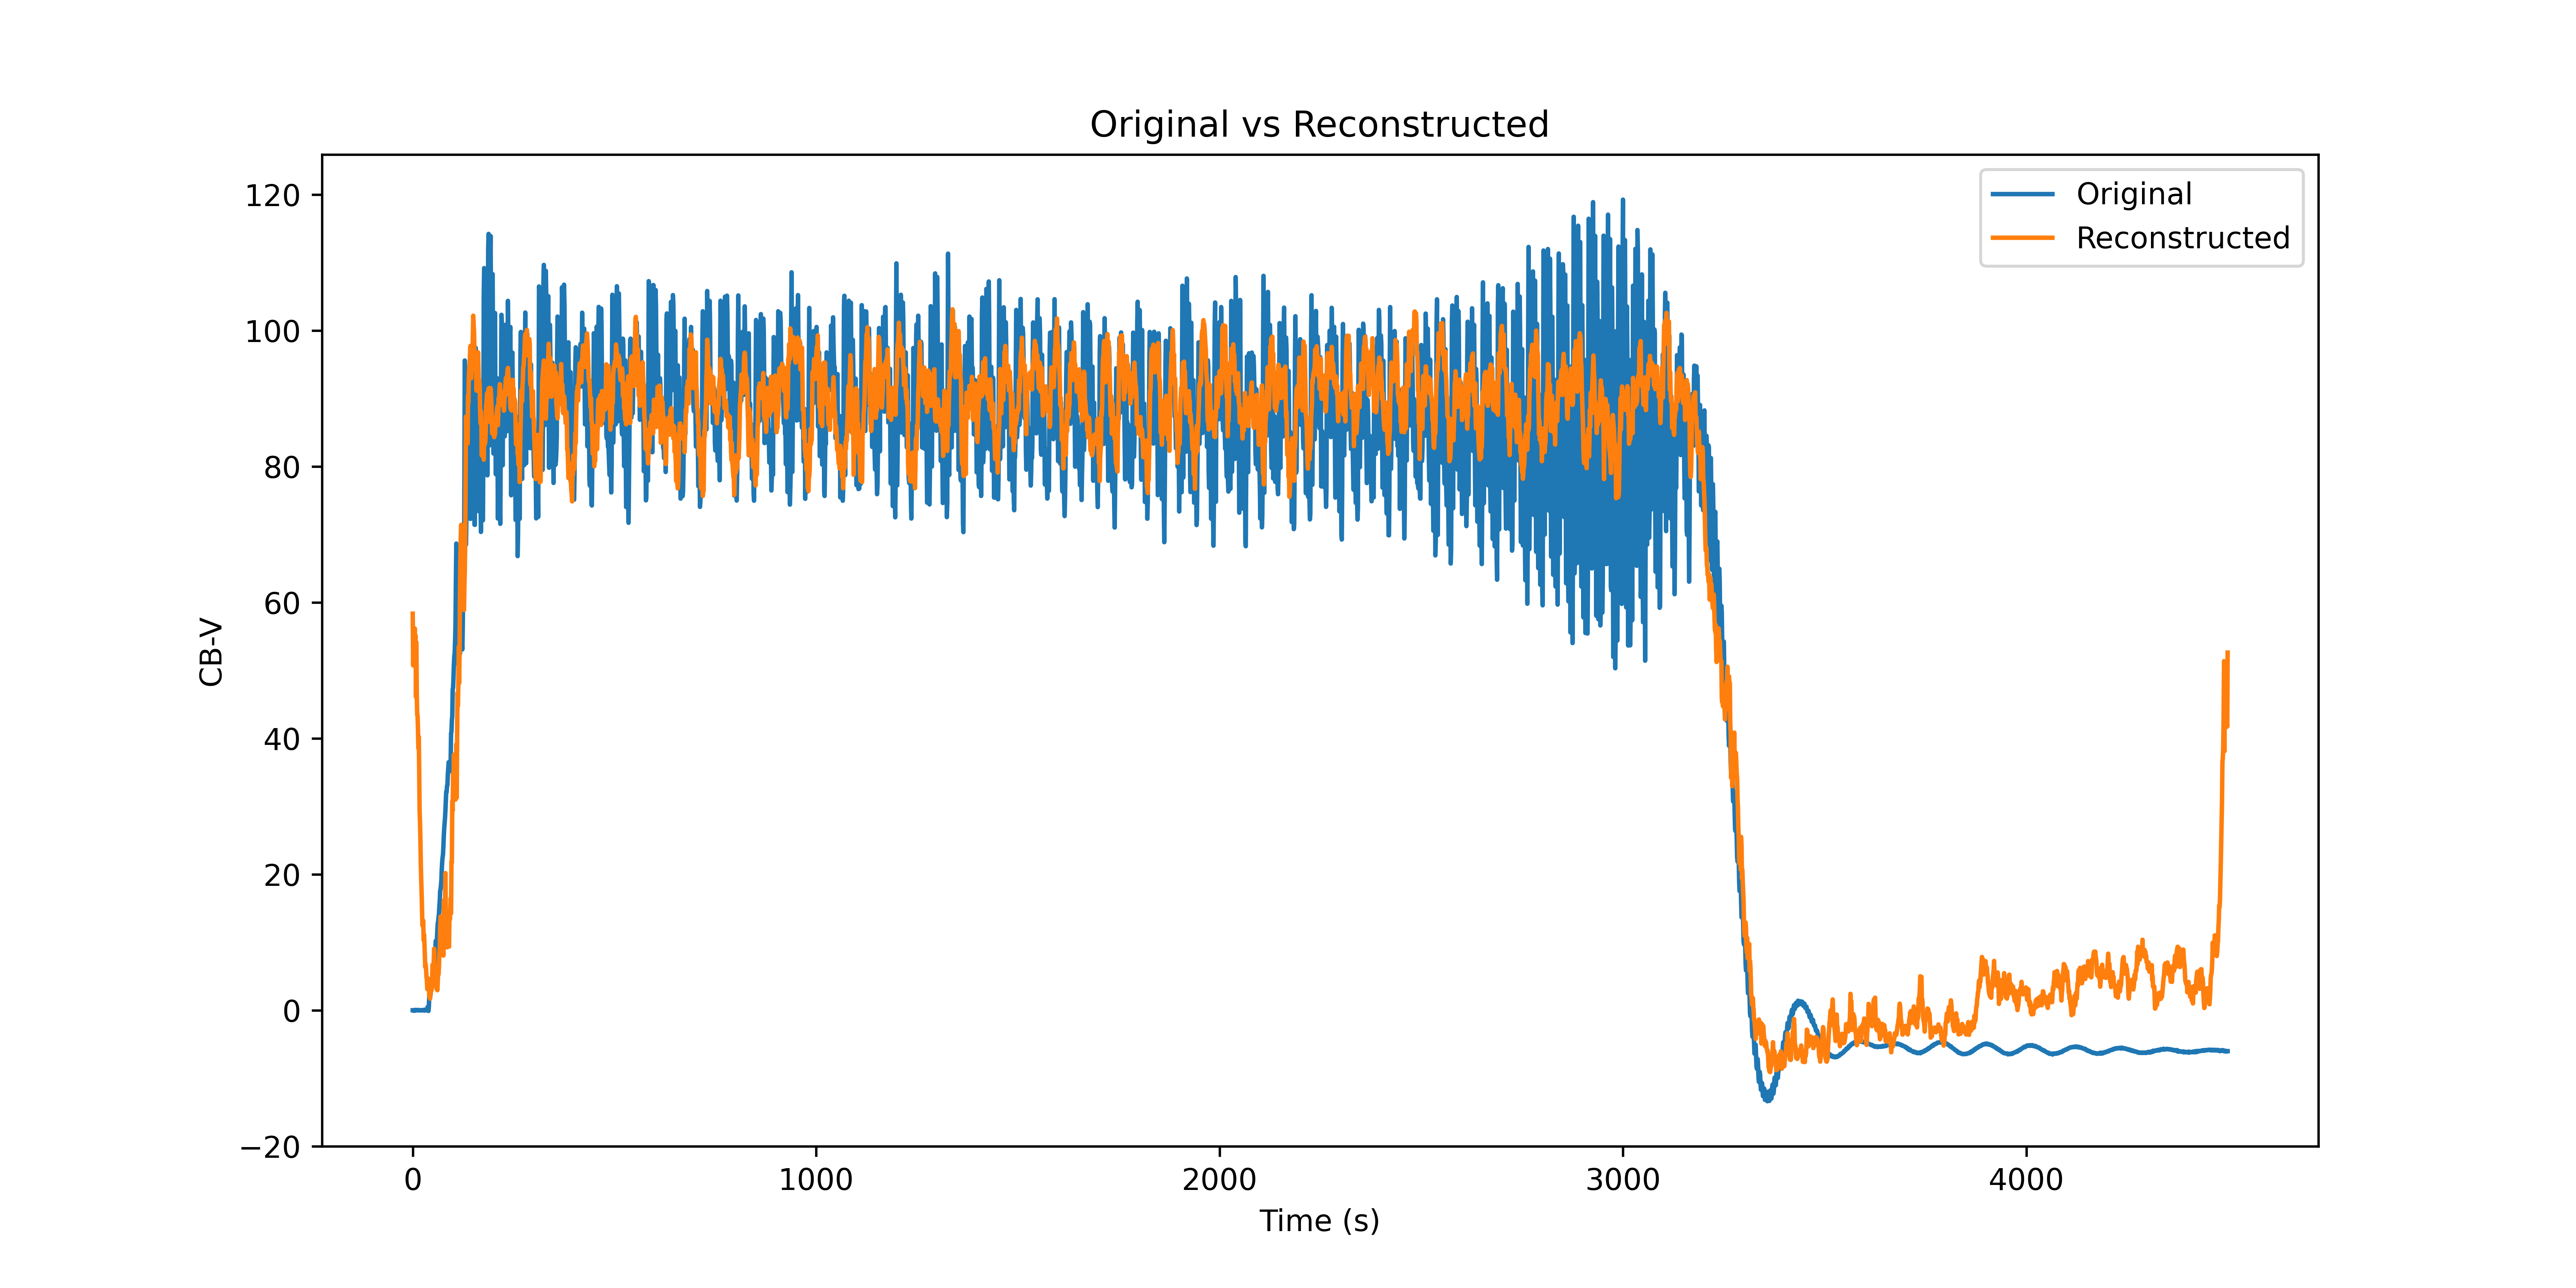 Original vs Reconstructed
Original
Reconstructed
120
100
80
60
40
20
0
−20
CB-V
0 1000 2000 3000 4000
Time (s)